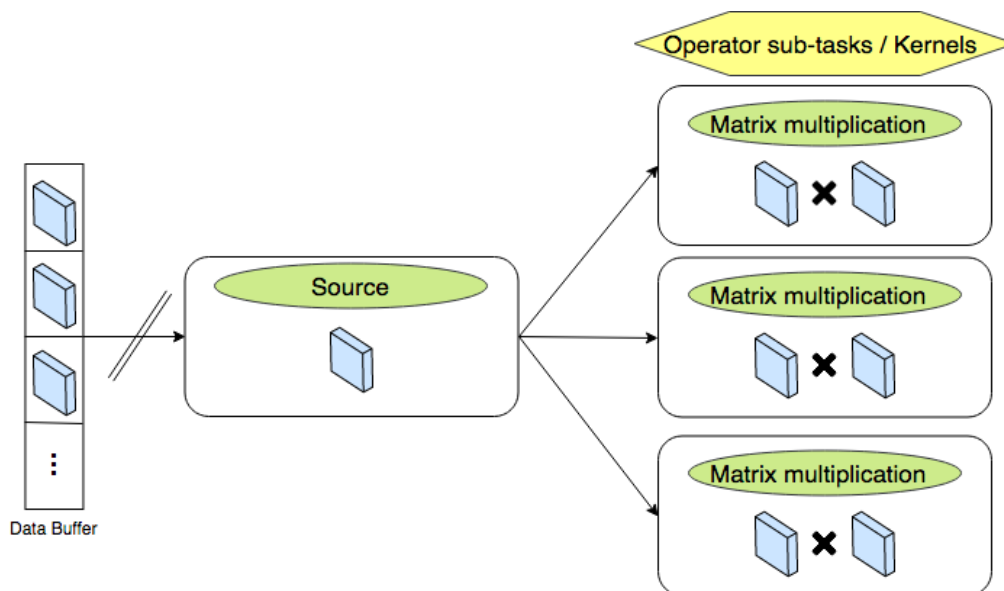 Operator sub-tasks / Kernels
Matrix multiplication
Source
Matrix multiplication
Matrix multiplication
...
Data Buffer